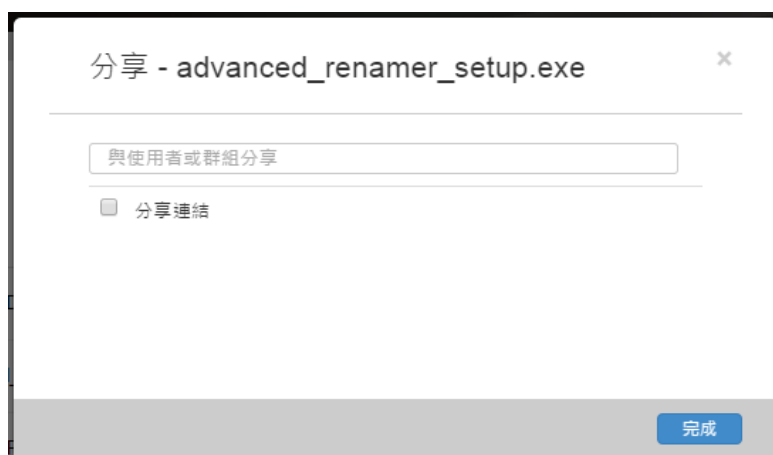 分享 - advanced_renamer_setup.exe
×
與使用者或群組分享
分享連結
完成